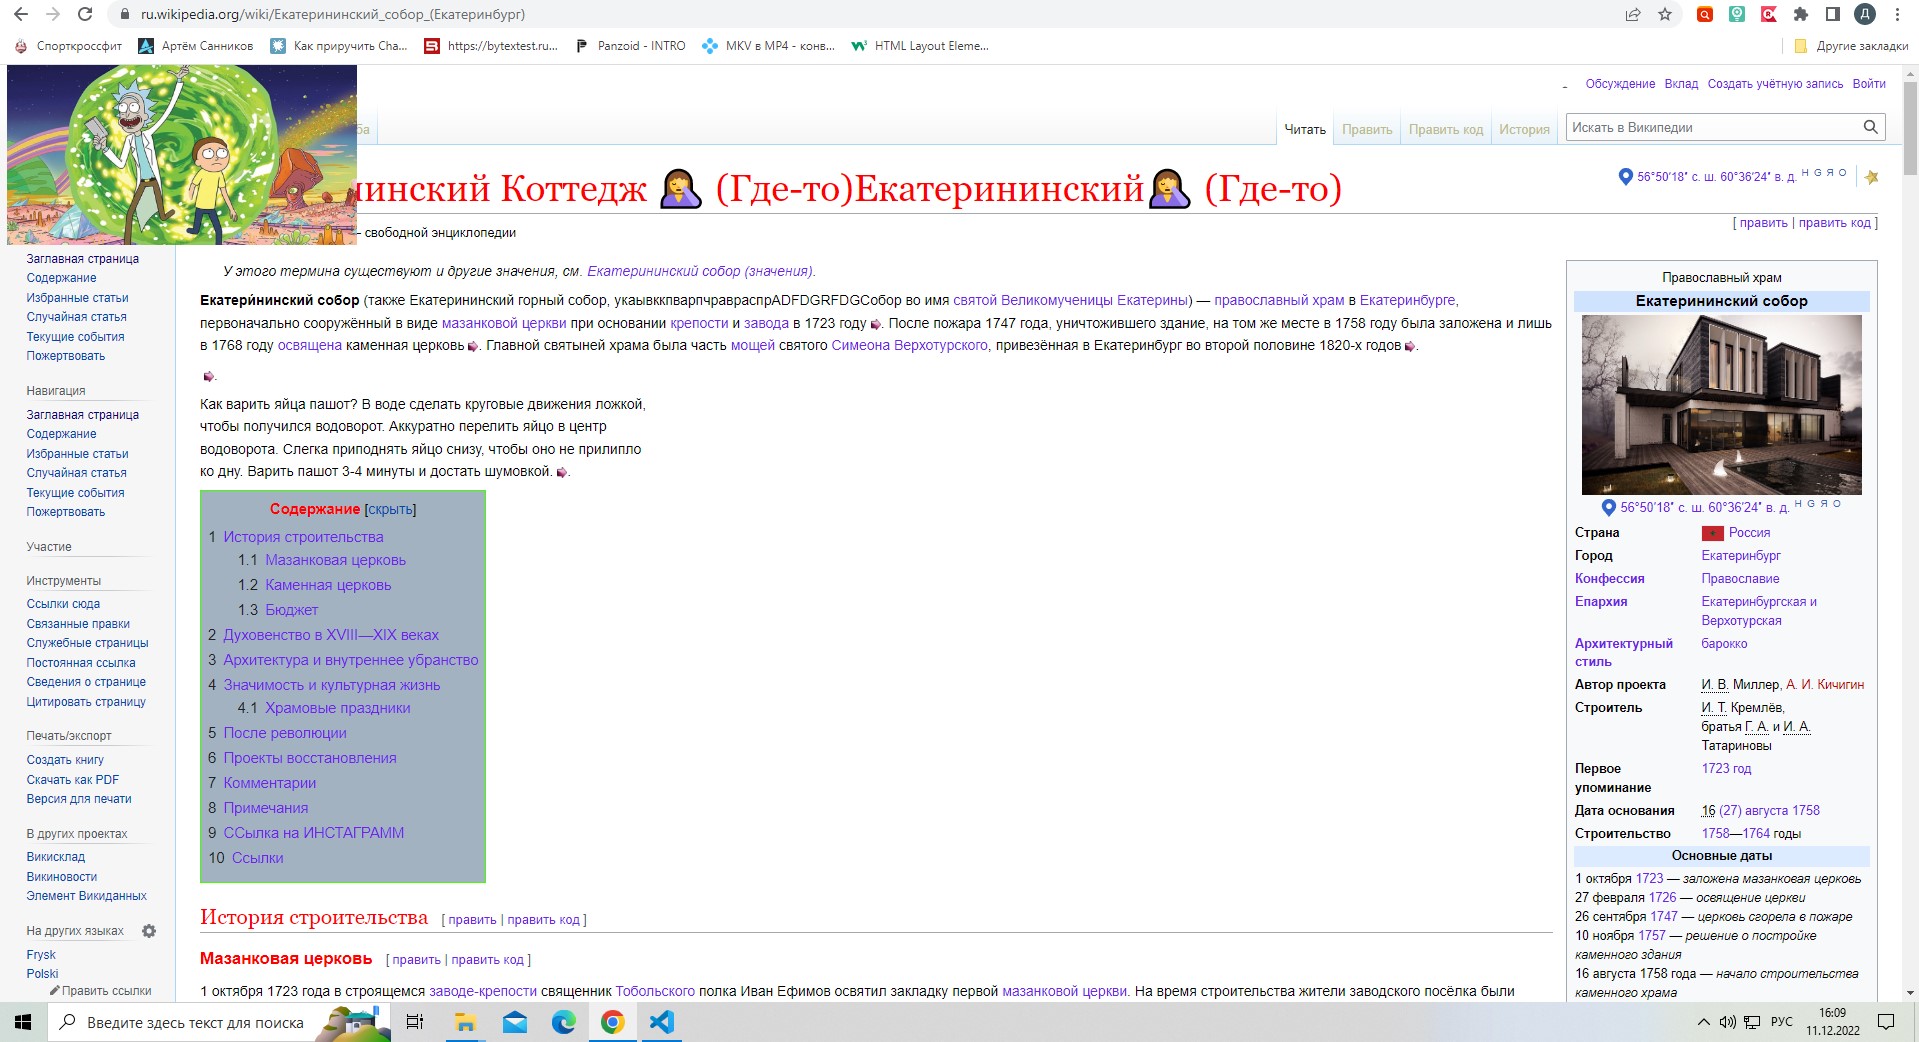 ru.wikipedia.org/wiki/Екатерининский_собор_(Екатеринбург)
Д
Спорткроссфит
Артём Санников
Как приручить Cha...
https://bytextest.ru...
Panzoid - INTRO
MKV в MP4 - конв...
HTML Layout Eleme...
Другие закладки
Обсуждение Вклад Создать учётную запись Войти
ба
Читать Править Править код История
Искать в Википедии
нинский Коттедж 🤦‍♀️ (Где-то)Екатерининский🤦‍♀️ (Где-то)
56°50′18″ с. ш. 60°36′24″ в. д. H G Я O
[ править | править код ]
– свободной энциклопедии
Заглавная страница
Содержание
Избранные статьи
Случайная статья
Текущие события
Пожертвовать
Навигация
Заглавная страница
Содержание
Избранные статьи
Случайная статья
Текущие события
Пожертвовать
Участие
Инструменты
Ссылки сюда
Связанные правки
Служебные страницы
Постоянная ссылка
Сведения о странице
Цитировать страницу
Печать/экспорт
Создать книгу
Скачать как PDF
Версия для печати
В других проектах
Викисклад
Викиновости
Элемент Викиданных
На других языках
Frysk
Polski
Править ссылки
У этого термина существуют и другие значения, см. Екатерининский собор (значения).
Екатери́нинский собор (также Екатерининский горный собор, укаывккпварпчраврaспрADFDGRFDGCобор во имя святой Великомученицы Екатерины) — православный храм в Екатеринбурге,
первоначально сооружённый в виде мазанковой церкви при основании крепости и завода в 1723 году. После пожара 1747 года, уничтожившего здание, на том же месте в 1758 году была заложена и лишь
в 1768 году освящена каменная церковь. Главной святыней храма была часть мощей святого Симеона Верхотурского, привезённая в Екатеринбург во второй половине 1820-х годов.
.
Как варить яйца пашот? В воде сделать круговые движения ложкой,
чтобы получился водоворот. Аккуратно перелить яйцо в центр
водоворота. Слегка приподнять яйцо снизу, чтобы оно не прилипло
ко дну. Варить пашот 3-4 минуты и достать шумовкой.
Содержание [скрыть]
1 История строительства
1.1 Мазанковая церковь
1.2 Каменная церковь
1.3 Бюджет
2 Духовенство в XVIII—XIX веках
3 Архитектура и внутреннее убранство
4 Значимость и культурная жизнь
4.1 Храмовые праздники
5 После революции
6 Проекты восстановления
7 Комментарии
8 Примечания
9 ССылка на ИНСТАГРАММ
10 Ссылки
История строительства [ править | править код ]
Мазанковая церковь [ править | править код ]
1 октября 1723 года в строящемся заводе-крепости священник Тобольского полка Иван Ефимов освятил закладку первой мазанковой церкви. На время строительства жители заводского посёлка были
Православный храм
Екатерининский собор
56°50′18″ с. ш. 60°36′24″ в. д. H G Я O
Страна Россия
Город Екатеринбург
Конфессия Православие
Епархия Екатеринбургская и
Верхотурская
Архитектурный барокко
стиль
Автор проекта И. В. Миллер, А. И. Кичигин
Строитель И. Т. Кремлёв,
братья Г. А. и И. А.
Татариновы
Первое 1723 год
упоминание
Дата основания 16 (27) августа 1758
Строительство 1758—1764 годы
Основные даты
1 октября 1723 — заложена мазанковая церковь
27 февраля 1726 — освящение церкви
26 сентября 1747 — церковь сгорела в пожаре
10 ноября 1757 — решение о постройке
каменного здания
16 августа 1758 года — начало строительства
каменного храма
Введите здесь текст для поиска
РУС
16:09
11.12.2022